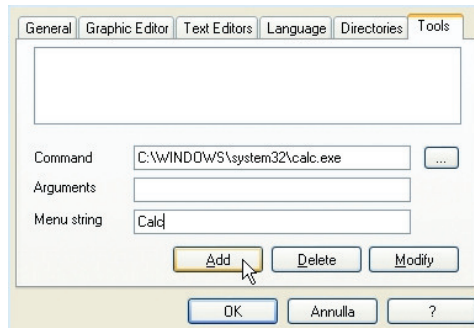 General Graphic Editor Text Editors Language Directories Tools
Command C:\WINDOWS\system32\calc.exe ...
Arguments
Menu string Calc
Add Delete Modify
OK Annulla ?